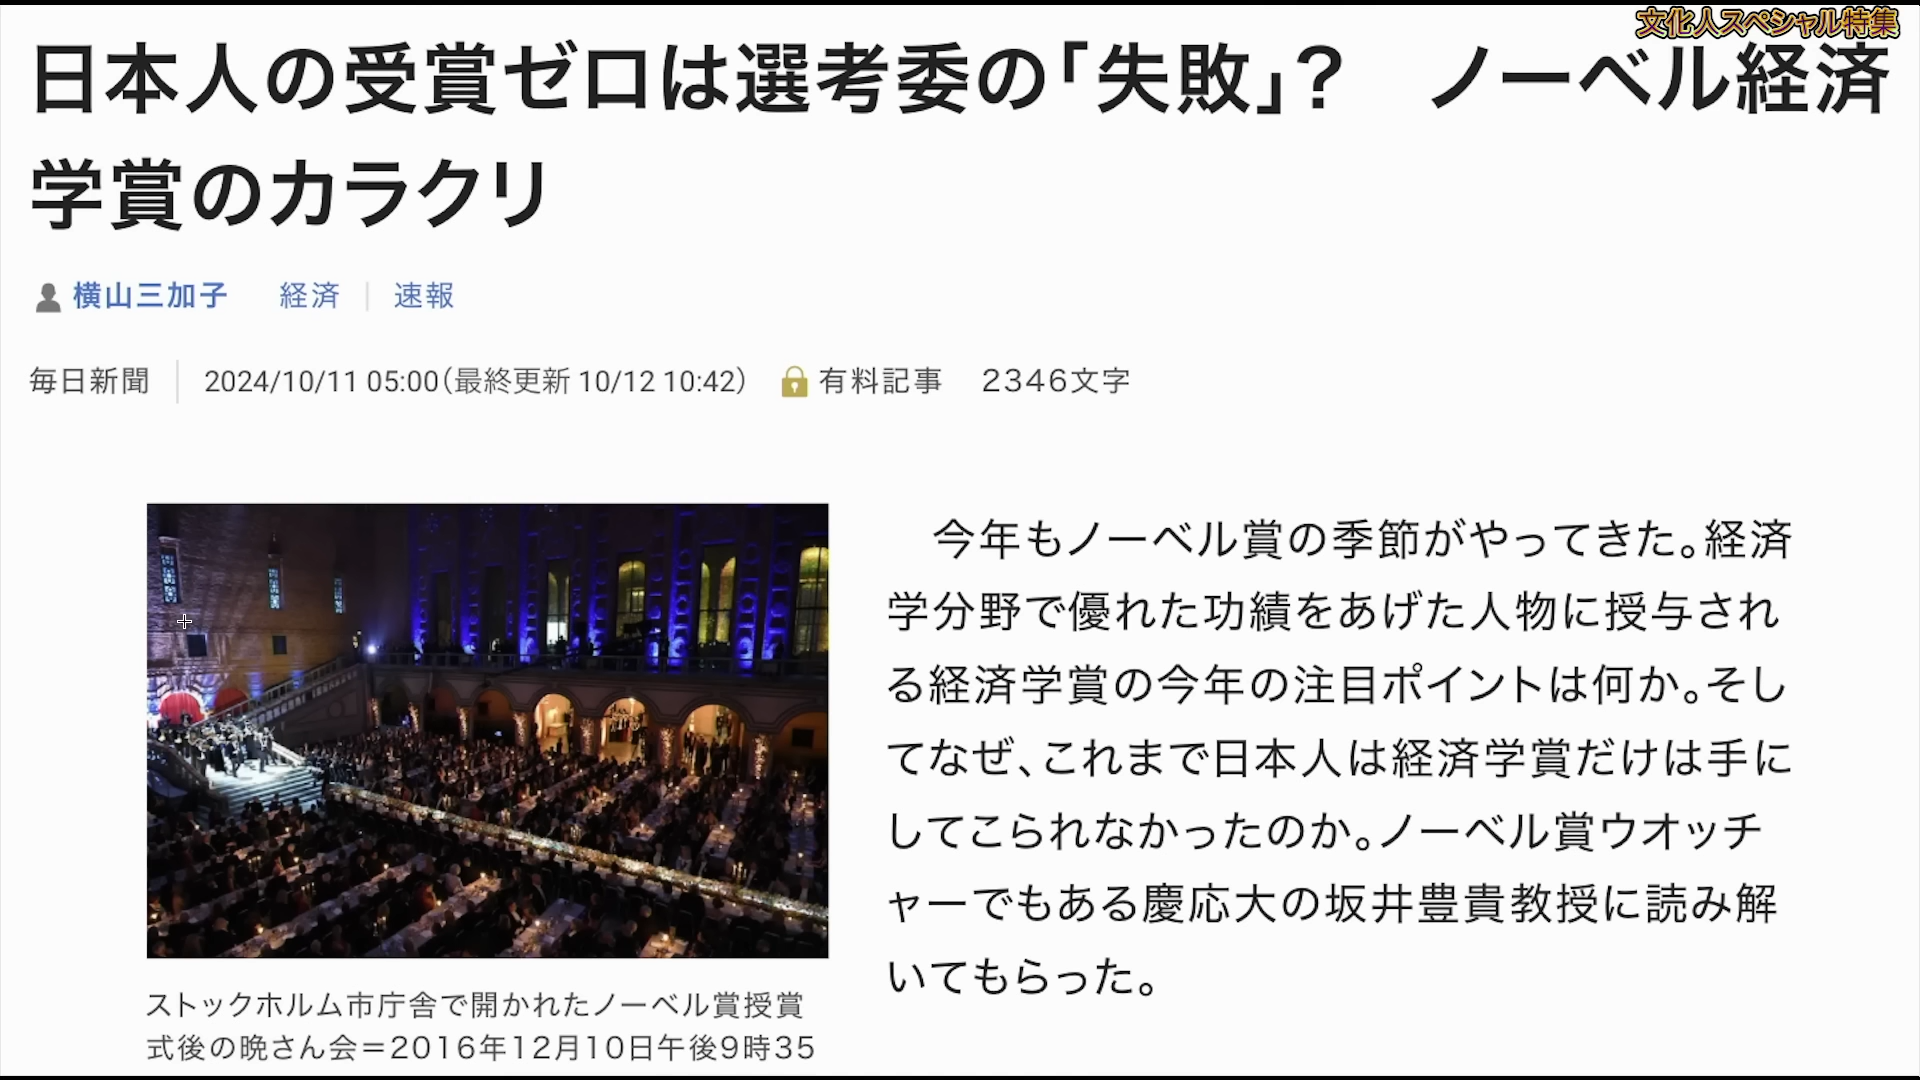 文化人スペシャル特集
日本人の受賞ゼロは選考委の「失敗」？　ノーベル経済
学賞のカラクリ
横山三加子　経済｜速報
毎日新聞｜2024/10/11 05:00（最終更新 10/12 10:42）　有料記事　2346文字
今年もノーベル賞の季節がやってきた。経済
学分野で優れた功績をあげた人物に授与され
る経済学賞の今年の注目ポイントは何か。そし
てなぜ、これまで日本人は経済学賞だけは手に
してこられなかったのか。ノーベル賞ウオッチ
ャーでもある慶応大の坂井豊貴教授に読み解
いてもらった。
ストックホルム市庁舎で開かれたノーベル賞授賞
式後の晩さん会＝2016年12月10日午後9時35